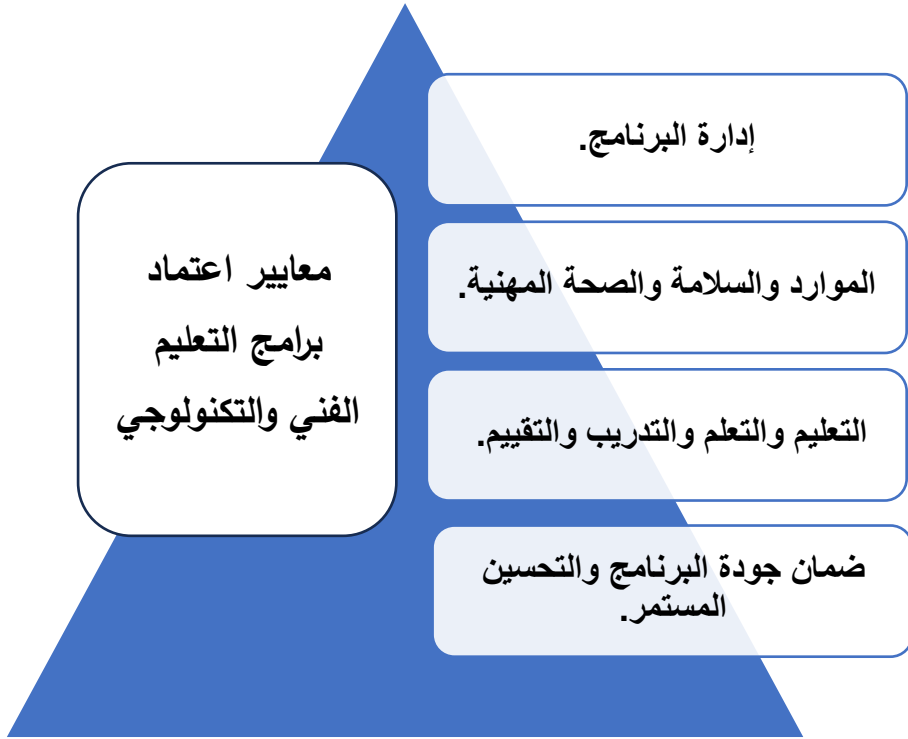 معايير اعتماد
برامج التعليم
الفني والتكنولوجي
إدارة البرنامج.
الموارد والسلامة والصحة المهنية.
التعليم والتعلم والتدريب والتقييم.
ضمان جودة البرنامج والتحسين
المستمر.